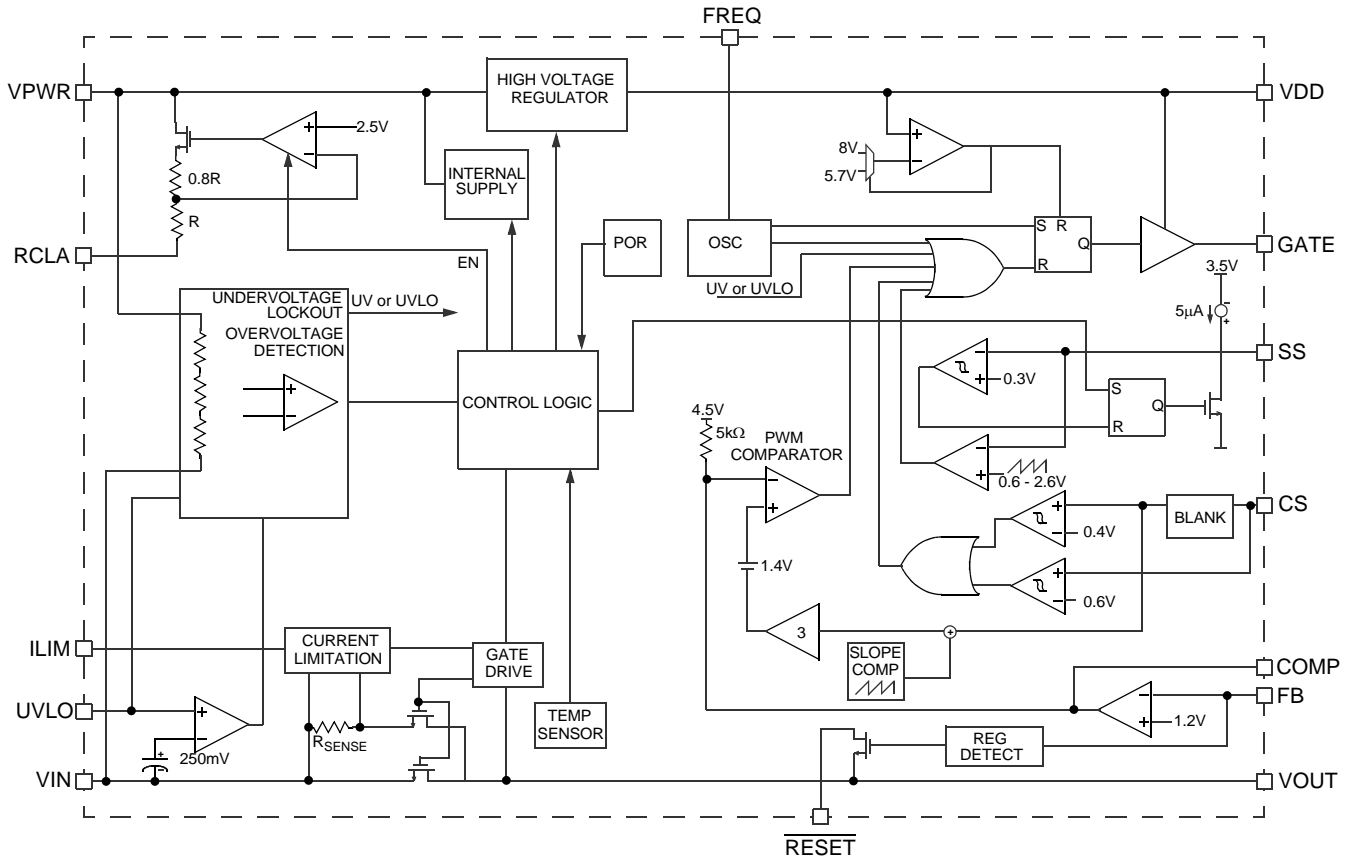 FREQ
VPWR
HIGH VOLTAGE
REGULATOR
VDD
+
2.5V
−
+
8V
−
5.7V
INTERNAL
SUPPLY
0.8R
R
S R
Q
R
OSC
POR
RCLA
EN
GATE
3.5V
UV or UVLO
UNDERVOLTAGE
LOCKOUT
UV or UVLO
OVERVOLTAGE
DETECTION
5µA
−
+
SS
−
+
0.3V
+
−
CONTROL LOGIC
S
Q
R
4.5V
5kΩ
PWM
COMPARATOR
−
+
−
+
0.6 - 2.6V
CS
BLANK
+
−
0.4V
1.4V
+
−
0.6V
3
+
SLOPE
COMP
ILIM
CURRENT
LIMITATION
GATE
DRIVE
COMP
FB
UVLO
+
−
RSENSE
TEMP
SENSOR
−
+
1.2V
+
−
250mV
REG
DETECT
VIN
VOUT
RESET